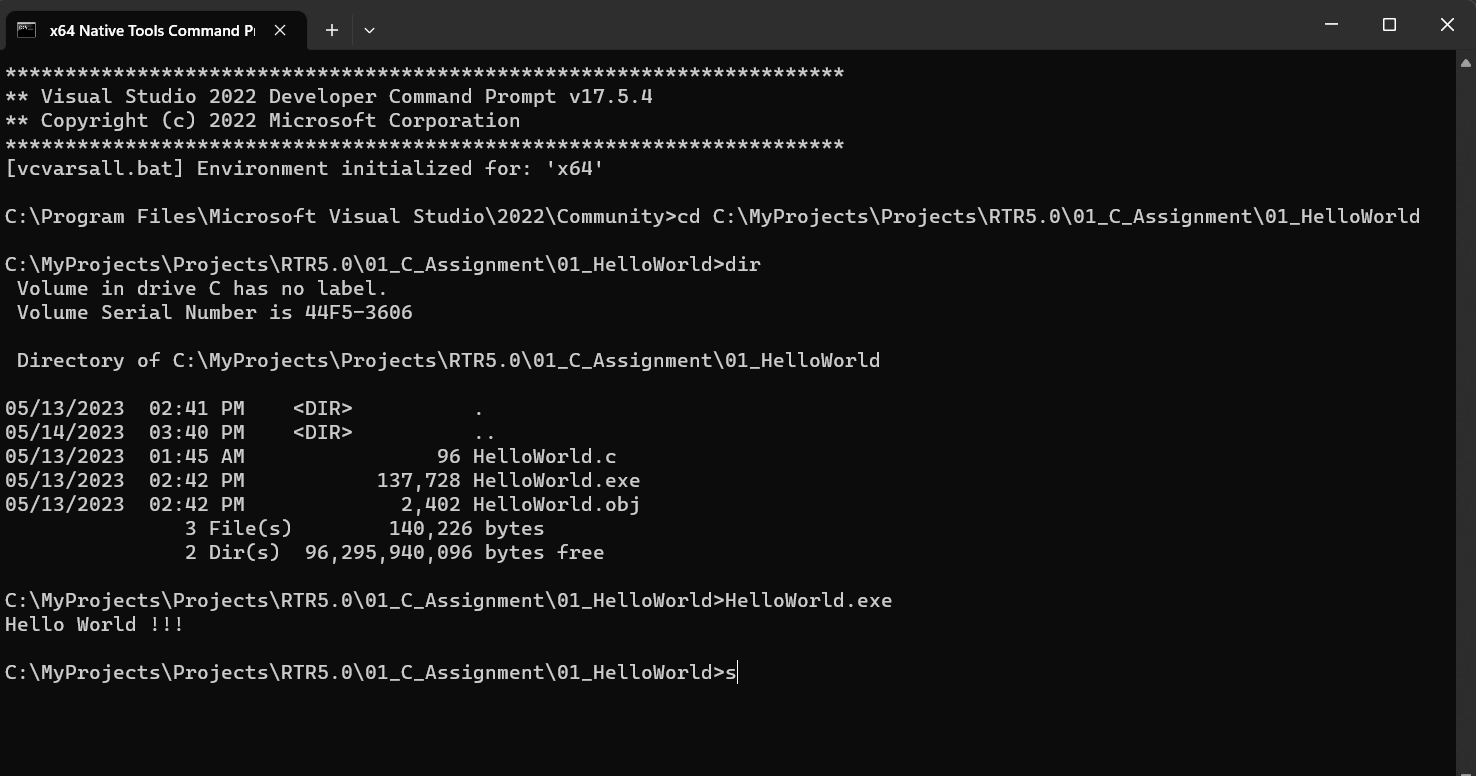 x64 Native Tools Command Pr
**********************************************************************
** Visual Studio 2022 Developer Command Prompt v17.5.4
** Copyright (c) 2022 Microsoft Corporation
**********************************************************************
[vcvarsall.bat] Environment initialized for: 'x64'
C:\Program Files\Microsoft Visual Studio\2022\Community>cd C:\MyProjects\Projects\RTR5.0\01_C_Assignment\01_HelloWorld
C:\MyProjects\Projects\RTR5.0\01_C_Assignment\01_HelloWorld>dir
 Volume in drive C has no label.
 Volume Serial Number is 44F5-3606
 Directory of C:\MyProjects\Projects\RTR5.0\01_C_Assignment\01_HelloWorld
05/13/2023  02:41 PM    <DIR>          .
05/14/2023  03:40 PM    <DIR>          ..
05/13/2023  01:45 AM                96 HelloWorld.c
05/13/2023  02:42 PM           137,728 HelloWorld.exe
05/13/2023  02:42 PM             2,402 HelloWorld.obj
               3 File(s)        140,226 bytes
               2 Dir(s)  96,295,940,096 bytes free
C:\MyProjects\Projects\RTR5.0\01_C_Assignment\01_HelloWorld>HelloWorld.exe
Hello World !!!
C:\MyProjects\Projects\RTR5.0\01_C_Assignment\01_HelloWorld>s